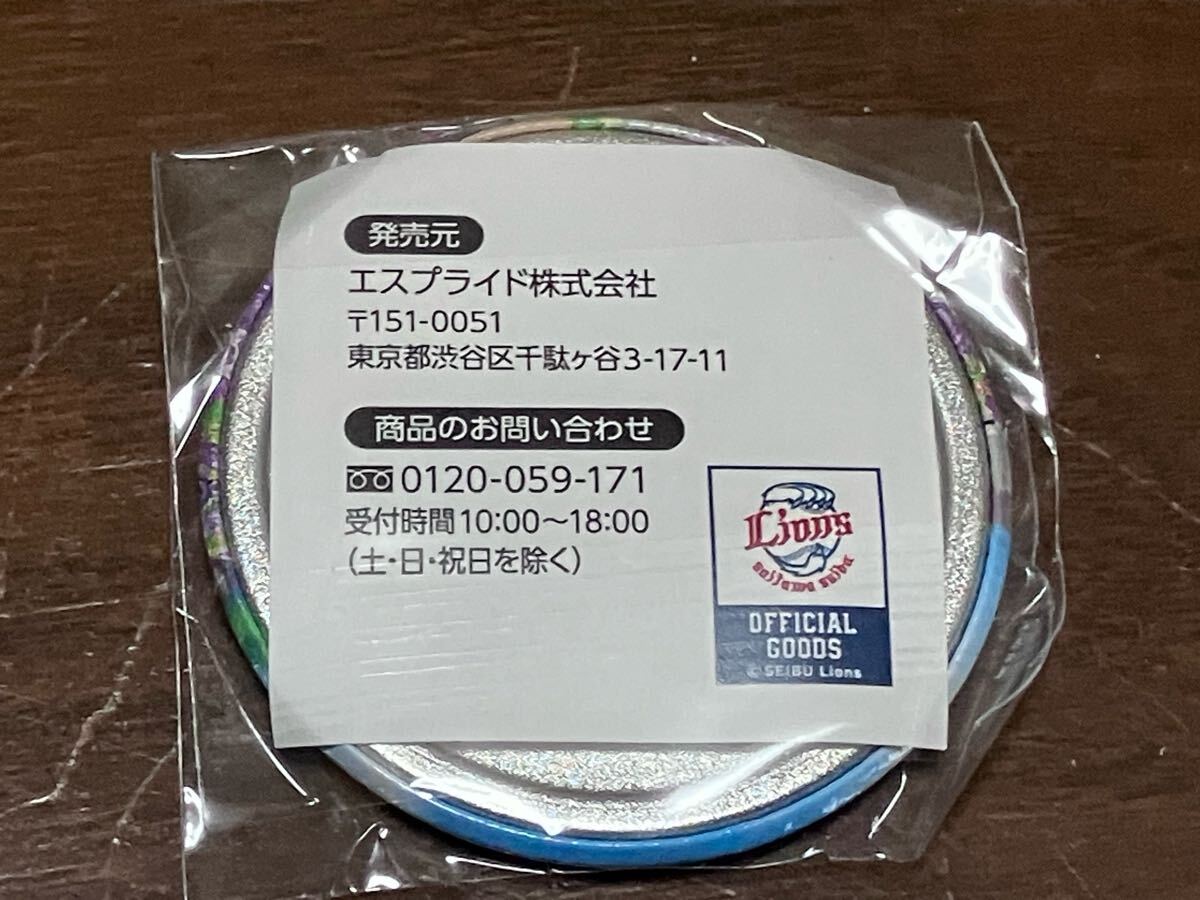 発売元
エスプライド株式会社
〒151-0051
東京都渋谷区千駄ヶ谷3-17-11
商品のお問い合わせ
0120-059-171
受付時間10:00〜18:00
(土・日・祝日を除く)
Lions
saitama seibu
OFFICIAL
GOODS
© SEIBU Lions